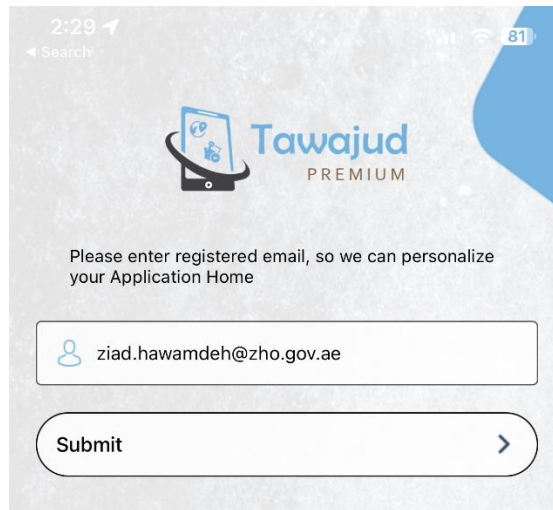 2:29
81
◀ Search
Tawajud
PREMIUM
Please enter registered email, so we can personalize
your Application Home
ziad.hawamdeh@zho.gov.ae
Submit